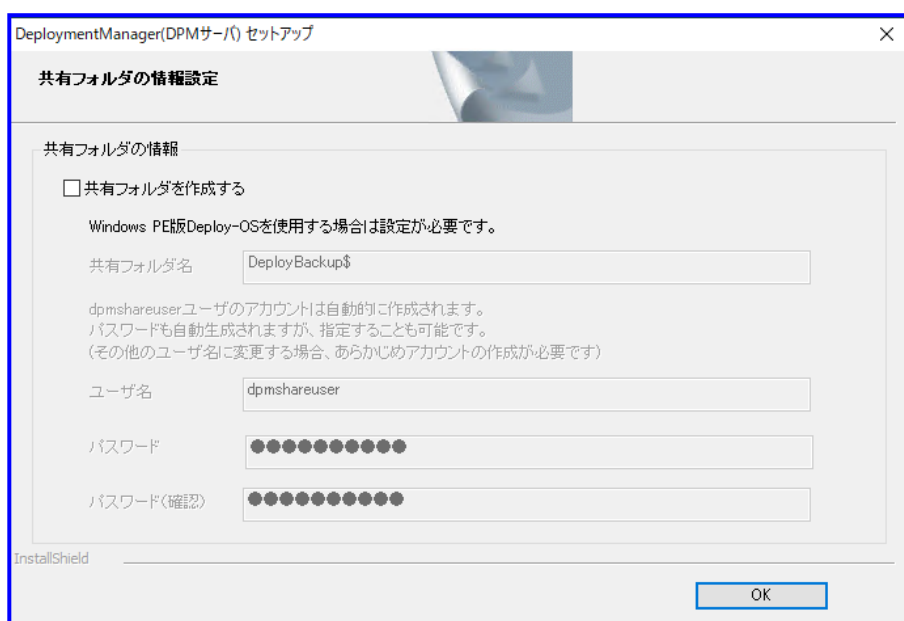 DeploymentManager(DPMサーバ) セットアップ
共有フォルダの情報設定
共有フォルダの情報
共有フォルダを作成する
Windows PE版Deploy-OSを使用する場合は設定が必要です。
共有フォルダ名
DeployBackup$
dpmshareuserユーザのアカウントは自動的に作成されます。
パスワードも自動生成されますが、指定することも可能です。
(その他のユーザ名に変更する場合、あらかじめアカウントの作成が必要です)
ユーザ名
dpmshareuser
パスワード
●●●●●●●●●●
パスワード(確認)
●●●●●●●●●●
InstallShield
OK